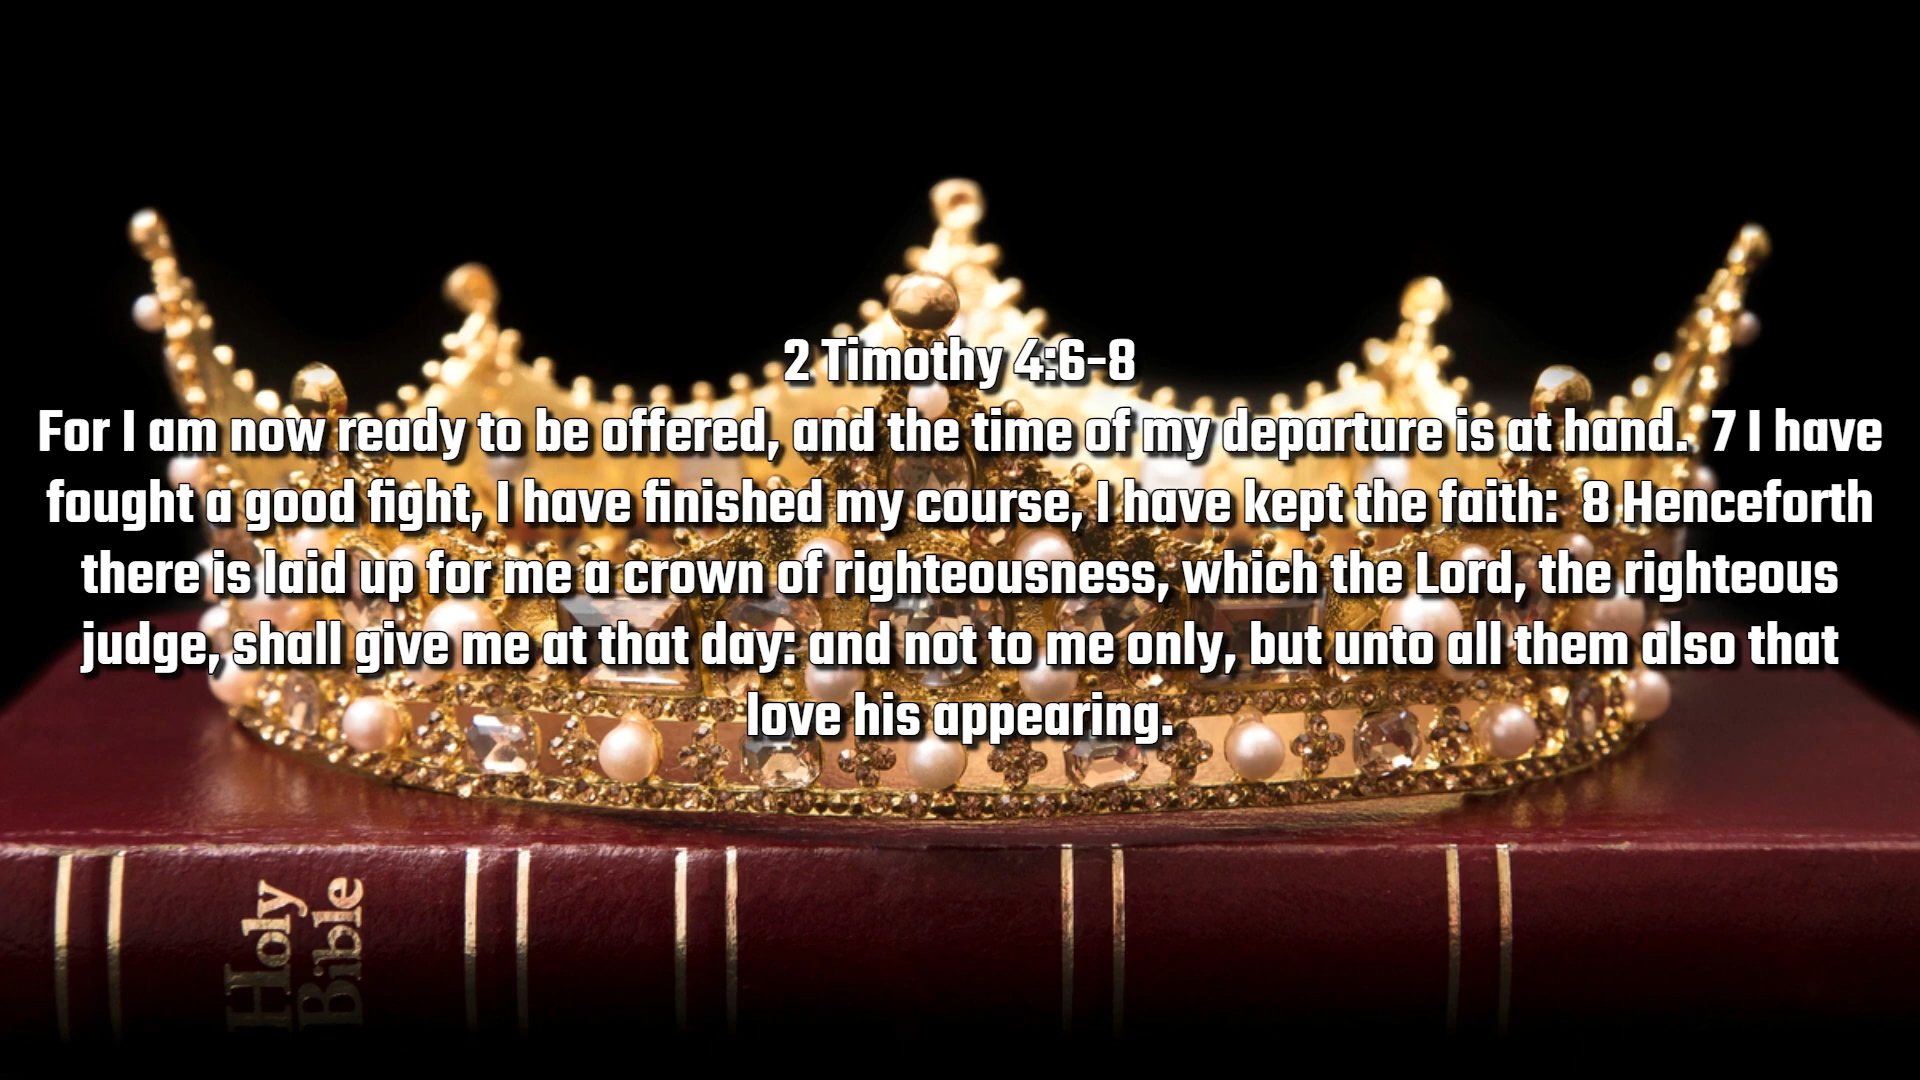 2 Timothy 4:6-8
For I am now ready to be offered, and the time of my departure is at hand.  7 I have
fought a good fight, I have finished my course, I have kept the faith:  8 Henceforth
there is laid up for me a crown of righteousness, which the Lord, the righteous
judge, shall give me at that day: and not to me only, but unto all them also that
love his appearing.
Holy
Bible